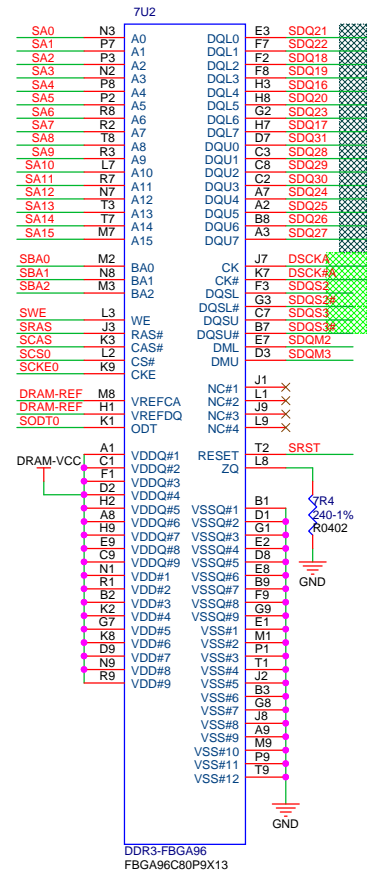 7U2
SA0 N3 A0 DQL0 E3 SDQ21
SA1 P7 A1 DQL1 F7 SDQ22
SA2 P3 A2 DQL2 F2 SDQ18
SA3 N2 A3 DQL3 F8 SDQ19
SA4 P8 A4 DQL4 H3 SDQ16
SA5 P2 A5 DQL5 H8 SDQ20
SA6 R8 A6 DQL6 G2 SDQ23
SA7 R2 A7 DQL7 H7 SDQ17
SA8 T8 A8 DQU0 D7 SDQ31
SA9 R3 A9 DQU1 C3 SDQ28
SA10 L7 A10 DQU2 C8 SDQ29
SA11 R7 A11 DQU3 C2 SDQ30
SA12 N7 A12 DQU4 A7 SDQ24
SA13 T3 A13 DQU5 A2 SDQ25
SA14 T7 A14 DQU6 B8 SDQ26
SA15 M7 A15 DQU7 A3 SDQ27
SBA0 M2 BA0 CK J7 DSCKA
SBA1 N8 BA1 CK# K7 DSCK#A
SBA2 M3 BA2 DQSL F3 SDQS2
DQSL# G3 SDQS2#
SWE L3 WE DQSU C7 SDQS3
SRAS J3 RAS# DQSU# B7 SDQS3#
SCAS K3 CAS# DML E7 SDQM2
SCS0 L2 CS# DMU D3 SDQM3
SCKE0 K9 CKE
NC#1 J1
DRAM-REF M8 VREFCA NC#2 L1
DRAM-REF H1 VREFDQ NC#3 J9
SODT0 K1 ODT NC#4 L9
A1 VDDQ#1 RESET T2 SRST
DRAM-VCC C1 VDDQ#2 ZQ L8
F1 VDDQ#3
D2 VDDQ#4
H2 VDDQ#5 VSSQ#1 B1 7R4
A8 VDDQ#6 VSSQ#2 D1 240-1%
H9 VDDQ#7 VSSQ#3 G1 R0402
E9 VDDQ#8 VSSQ#4 E2
C9 VDDQ#9 VSSQ#5 D8
N1 VDD#1 VSSQ#6 E8 GND
R1 VDD#2 VSSQ#7 B9
B2 VDD#3 VSSQ#8 F9
K2 VDD#4 VSSQ#9 G9
G7 VDD#5 VSS#1 E1
K8 VDD#6 VSS#2 M1
D9 VDD#7 VSS#3 P1
N9 VDD#8 VSS#4 T1
R9 VDD#9 VSS#5 J2
VSS#6 B3
VSS#7 G8
VSS#8 J8
VSS#9 A9
VSS#10 M9
VSS#11 P9
VSS#12 T9
GND
DDR3-FBGA96
FBGA96C80P9X13